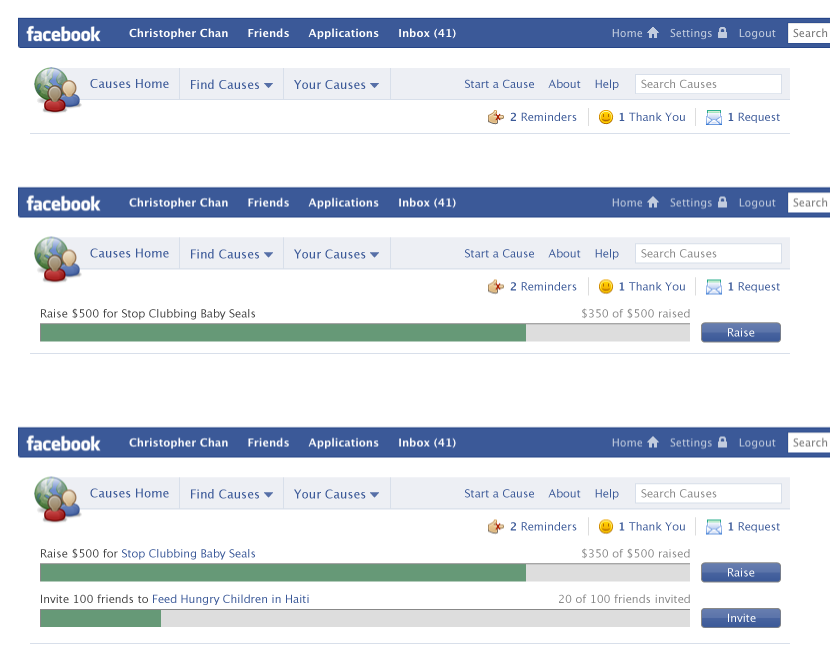 facebook Christopher Chan Friends Applications Inbox (41) Home Settings Logout Search
Causes Home Find Causes Your Causes Start a Cause About Help Search Causes
2 Reminders 1 Thank You 1 Request
facebook Christopher Chan Friends Applications Inbox (41) Home Settings Logout Search
Causes Home Find Causes Your Causes Start a Cause About Help Search Causes
2 Reminders 1 Thank You 1 Request
Raise $500 for Stop Clubbing Baby Seals $350 of $500 raised
Raise
facebook Christopher Chan Friends Applications Inbox (41) Home Settings Logout Search
Causes Home Find Causes Your Causes Start a Cause About Help Search Causes
2 Reminders 1 Thank You 1 Request
Raise $500 for Stop Clubbing Baby Seals $350 of $500 raised
Raise
Invite 100 friends to Feed Hungry Children in Haiti 20 of 100 friends invited
Invite